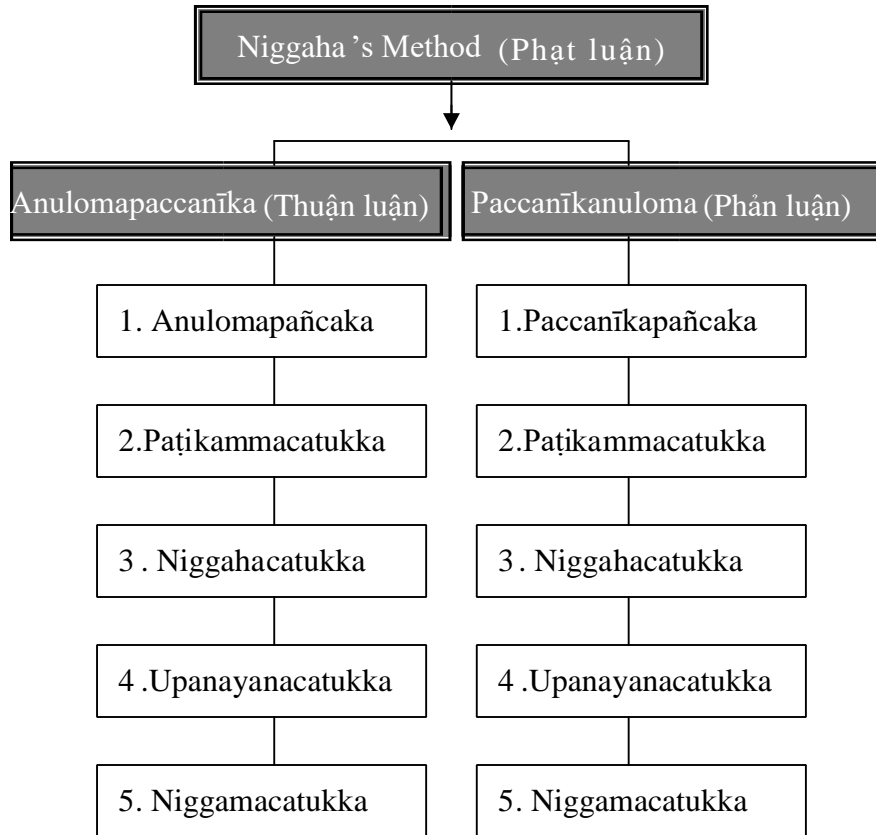 Niggaha’s Method (Phạt luận)
Anulomapaccanīka (Thuận luận)
Paccanīkanuloma (Phản luận)
1. Anulomapañcaka
1.Paccanīkapañcaka
2.Paṭikammacatukka
2.Paṭikammacatukka
3. Niggahacatukka
3. Niggahacatukka
4.Upanayanacatukka
4.Upanayanacatukka
5. Niggamacatukka
5. Niggamacatukka